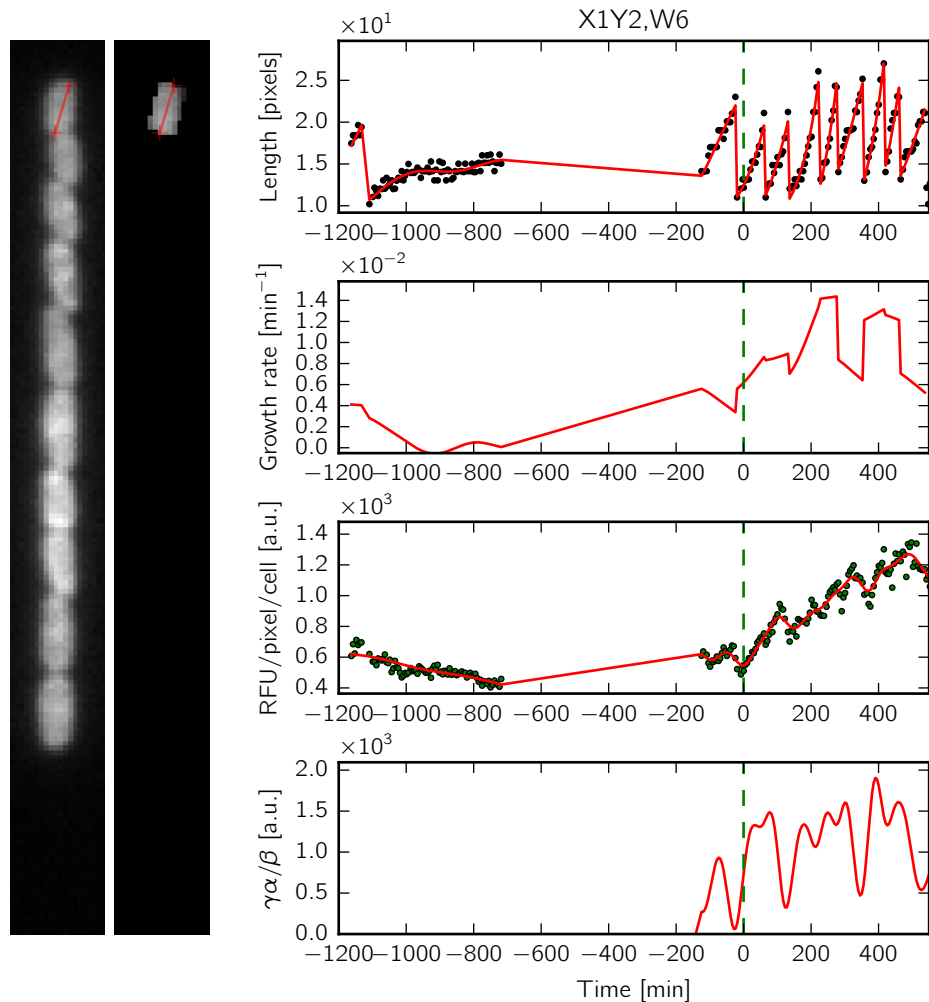 X1Y2,W6
×10¹
Length [pixels]
2.5
2.0
1.5
1.0
−1200 −1000 −800 −600 −400 −200 0 200 400
×10⁻²
Growth rate [min⁻¹]
1.4
1.2
1.0
0.8
0.6
0.4
0.2
0.0
−1200 −1000 −800 −600 −400 −200 0 200 400
×10³
RFU/pixel/cell [a.u.]
1.4
1.2
1.0
0.8
0.6
0.4
−1200 −1000 −800 −600 −400 −200 0 200 400
×10³
γα/β [a.u.]
2.0
1.5
1.0
0.5
0.0
−1200 −1000 −800 −600 −400 −200 0 200 400
Time [min]